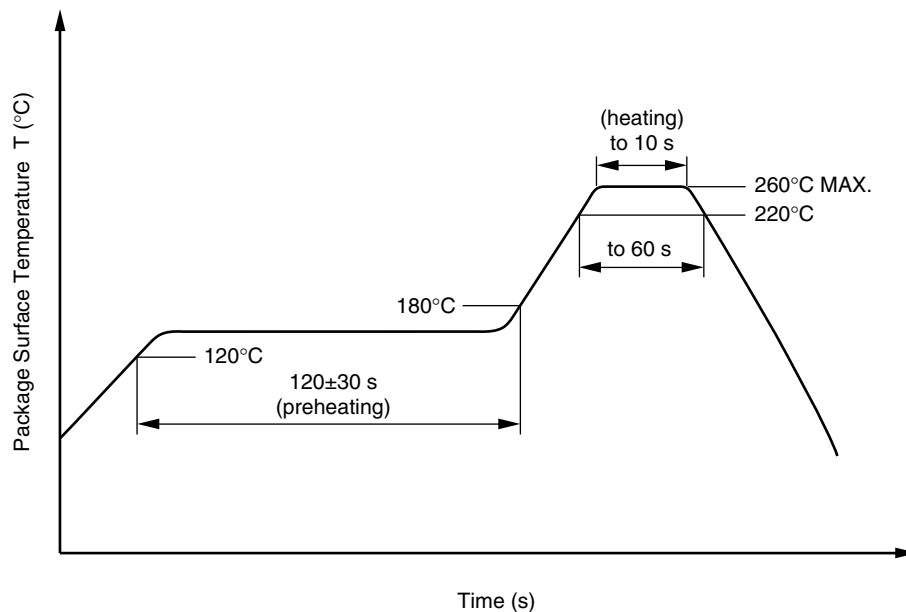 Package Surface Temperature T (°C)
(heating)
to 10 s
260°C MAX.
220°C
to 60 s
180°C
120°C
120±30 s
(preheating)
Time (s)